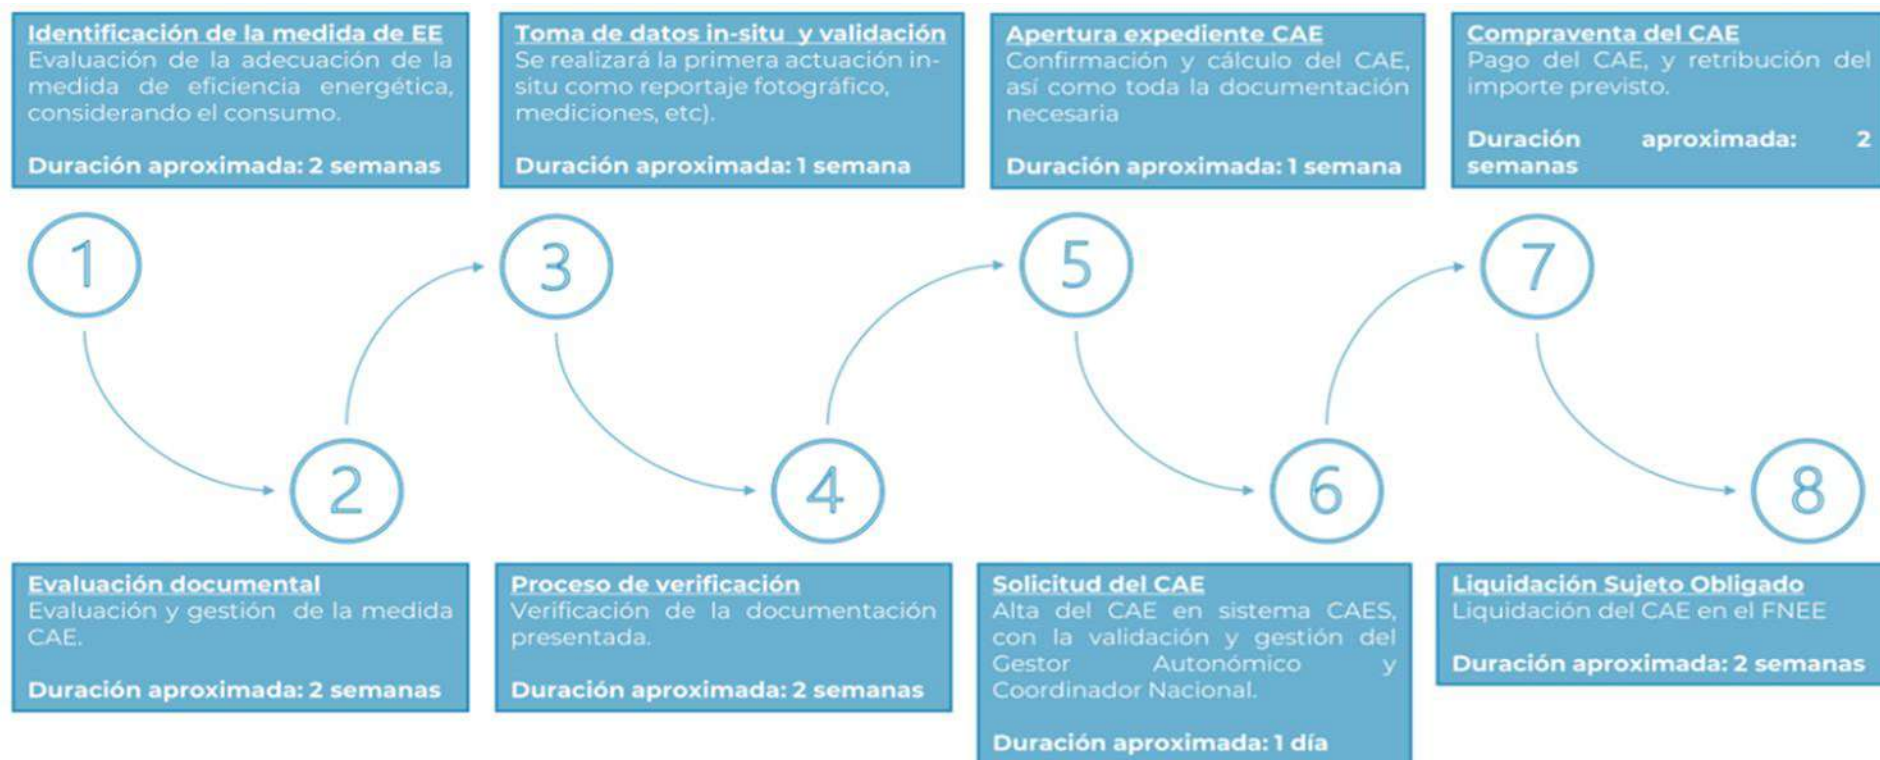 Identificación de la medida de EE
Evaluación de la adecuación de la
medida de eficiencia energética,
considerando el consumo.
Duración aproximada: 2 semanas
Toma de datos in-situ y validación
Se realizará la primera actuación in-
situ como reportaje fotográfico,
mediciones, etc).
Duración aproximada: 1 semana
Apertura expediente CAE
Confirmación y cálculo del CAE,
así como toda la documentación
necesaria
Duración aproximada: 1 semana
Compraventa del CAE
Pago del CAE, y retribución del
importe previsto.
Duración aproximada: 2
semanas
1
3
5
7
2
4
6
8
Evaluación documental
Evaluación y gestión de la medida
CAE.
Duración aproximada: 2 semanas
Proceso de verificación
Verificación de la documentación
presentada.
Duración aproximada: 2 semanas
Solicitud del CAE
Alta del CAE en sistema CAES,
con la validación y gestión del
Gestor Autonómico y
Coordinador Nacional.
Duración aproximada: 1 día
Liquidación Sujeto Obligado
Liquidación del CAE en el FNEE
Duración aproximada: 2 semanas